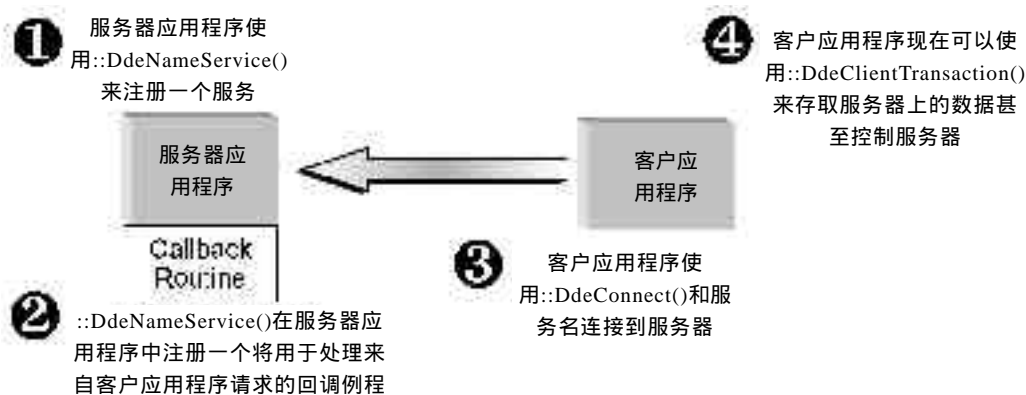 ❶
服务器应用程序使
用::DdeNameService()
来注册一个服务
服务器应
用程序
Callback
Routine
❷
::DdeNameService()在服务器应
用程序中注册一个将用于处理来
自客户应用程序请求的回调例程
❸
客户应用程序使
用::DdeConnect()和服
务名连接到服务器
客户应
用程序
❹
客户应用程序现在可以使
用::DdeClientTransaction()
来存取服务器上的数据甚
至控制服务器